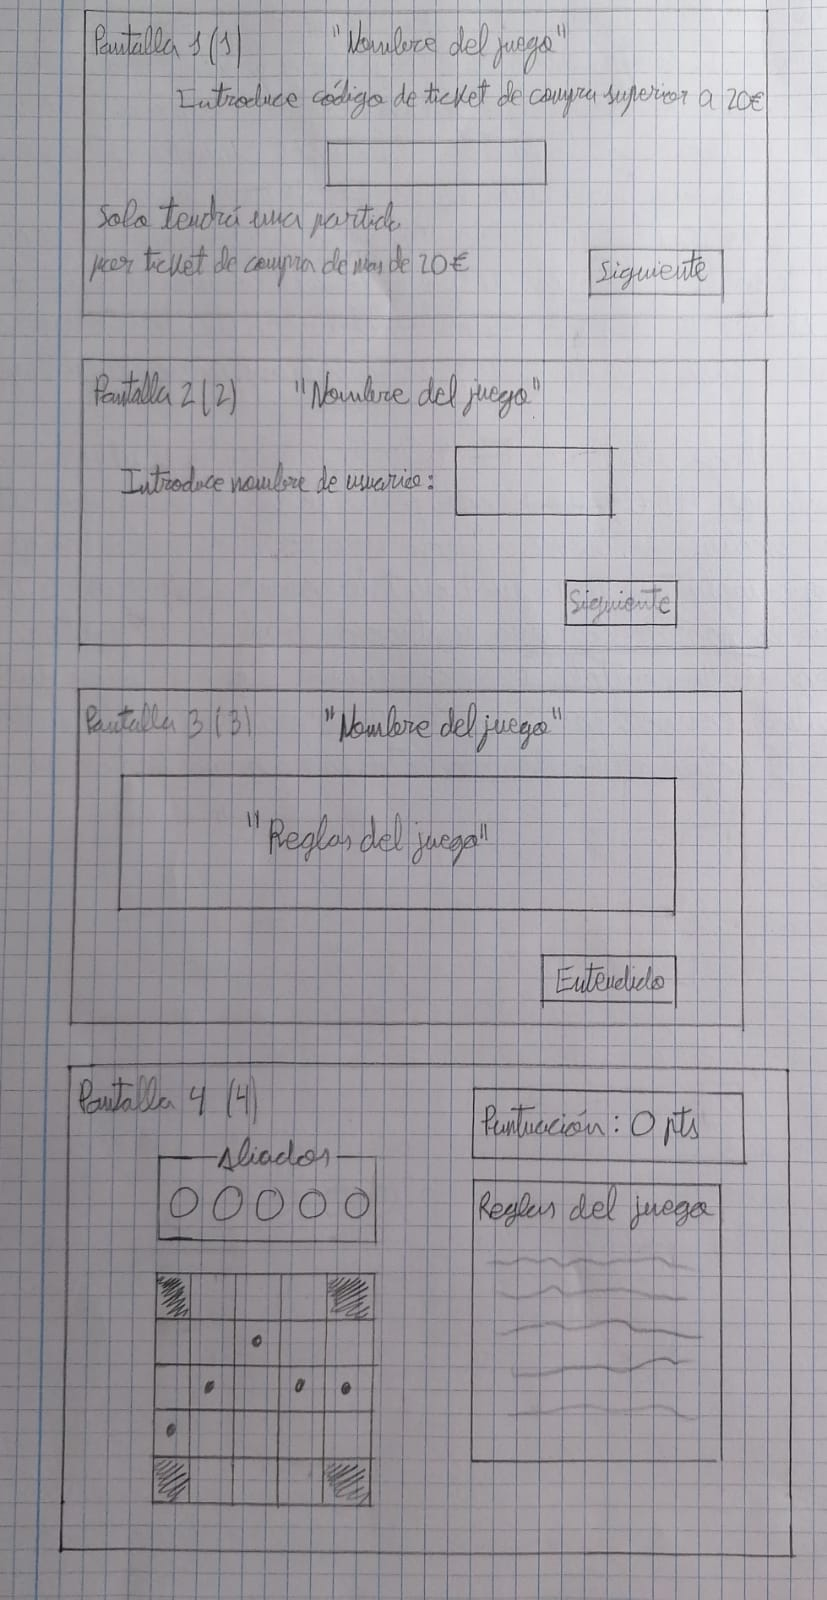 Pantalla 1 (1)
"Nombre del juego"
Introduce código de ticket de compra superior a 20€
Solo tendrá una partida
por ticket de compra de mas de 20€
Siguiente
Pantalla 2 (2)
"Nombre del juego"
Introduce nombre de usuario:
Siguiente
Pantalla 3 (3)
"Nombre del juego"
"Reglas del juego"
Entendido
Pantalla 4 (4)
Puntuación: 0 pts
Aliados
Reglas del juego